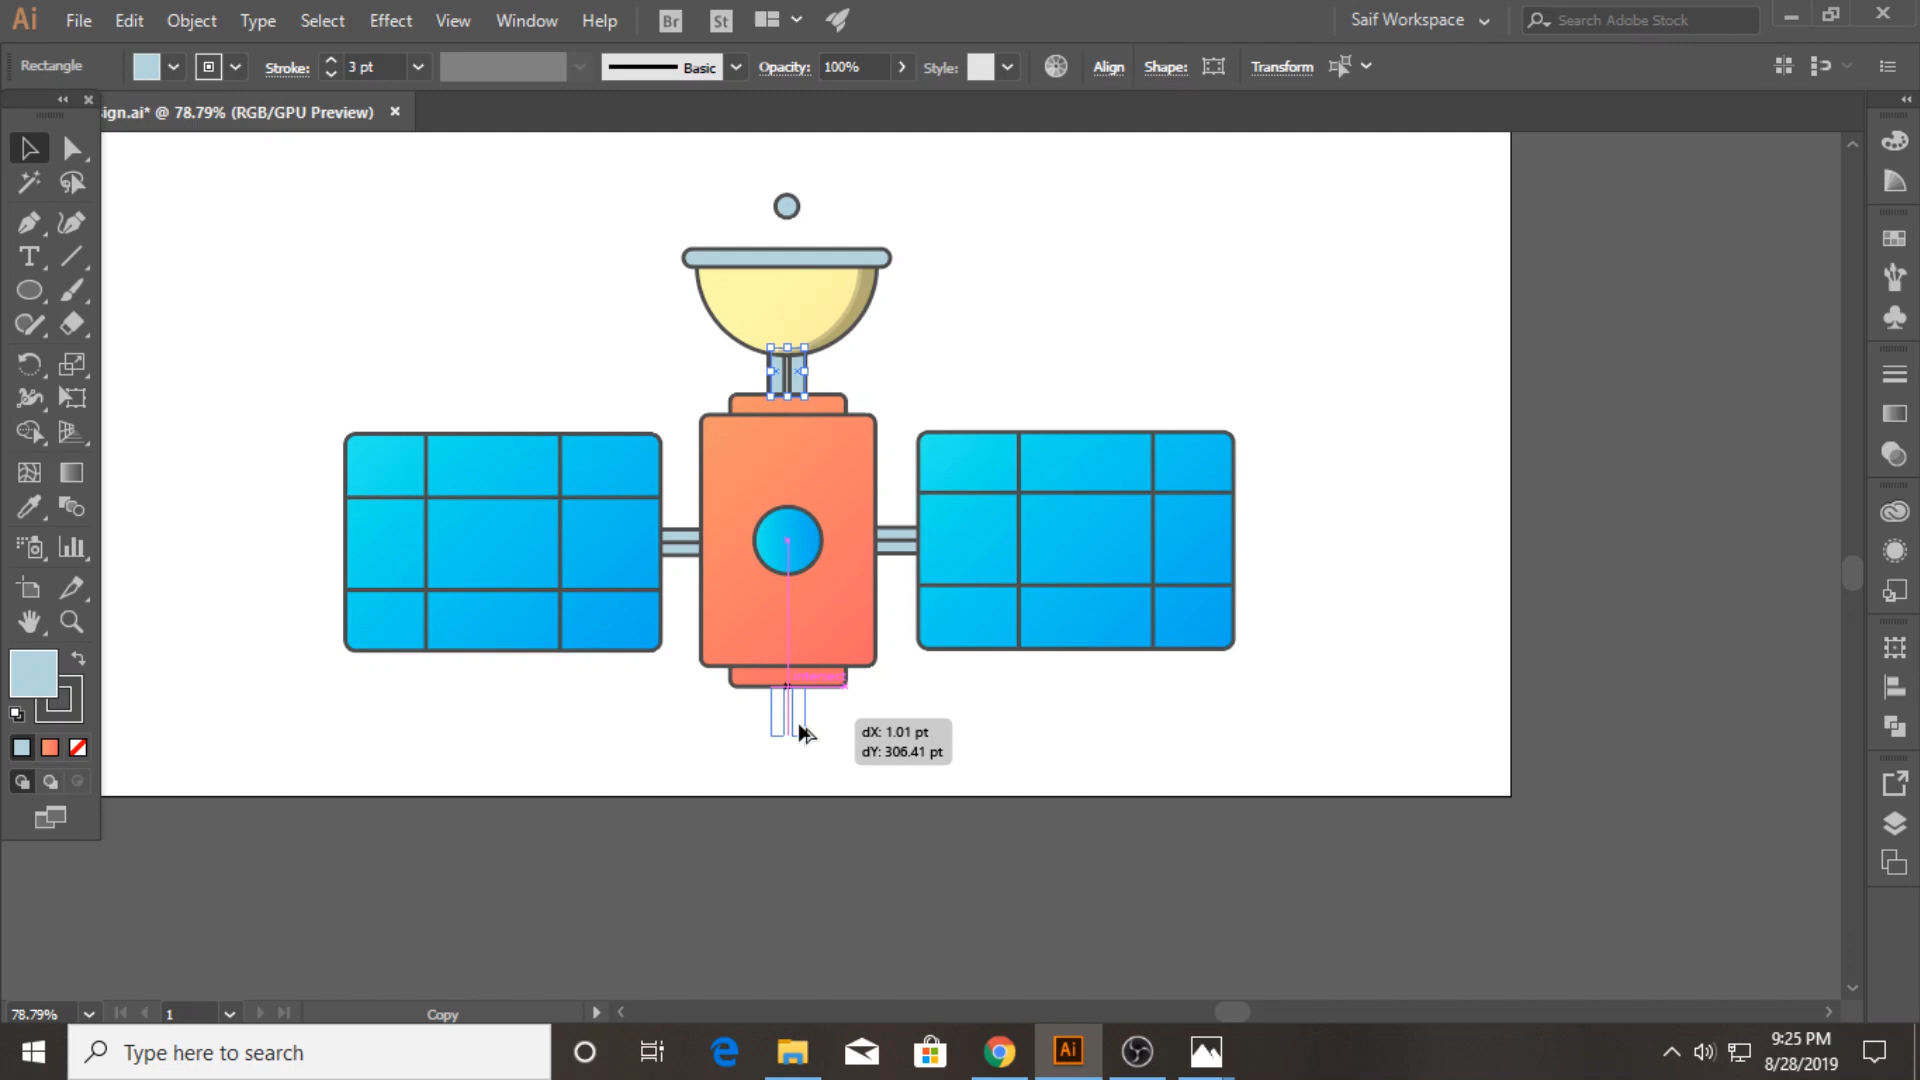 Ai File Edit Object Type Select Effect View Window Help Br St Saif Workspace Search Adobe Stock
Rectangle Stroke: 3 pt Basic Opacity: 100% Style: Align Shape: Transform
ign.ai* @ 78.79% (RGB/GPU Preview)
T
dX: 1.01 pt
dY: 306.41 pt
78.79% 1 Copy
Type here to search
Ai
9:25 PM
8/28/2019